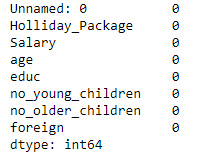 Unnamed: 0 0
Holliday_Package 0
Salary 0
age 0
educ 0
no_young_children 0
no_older_children 0
foreign 0
dtype: int64